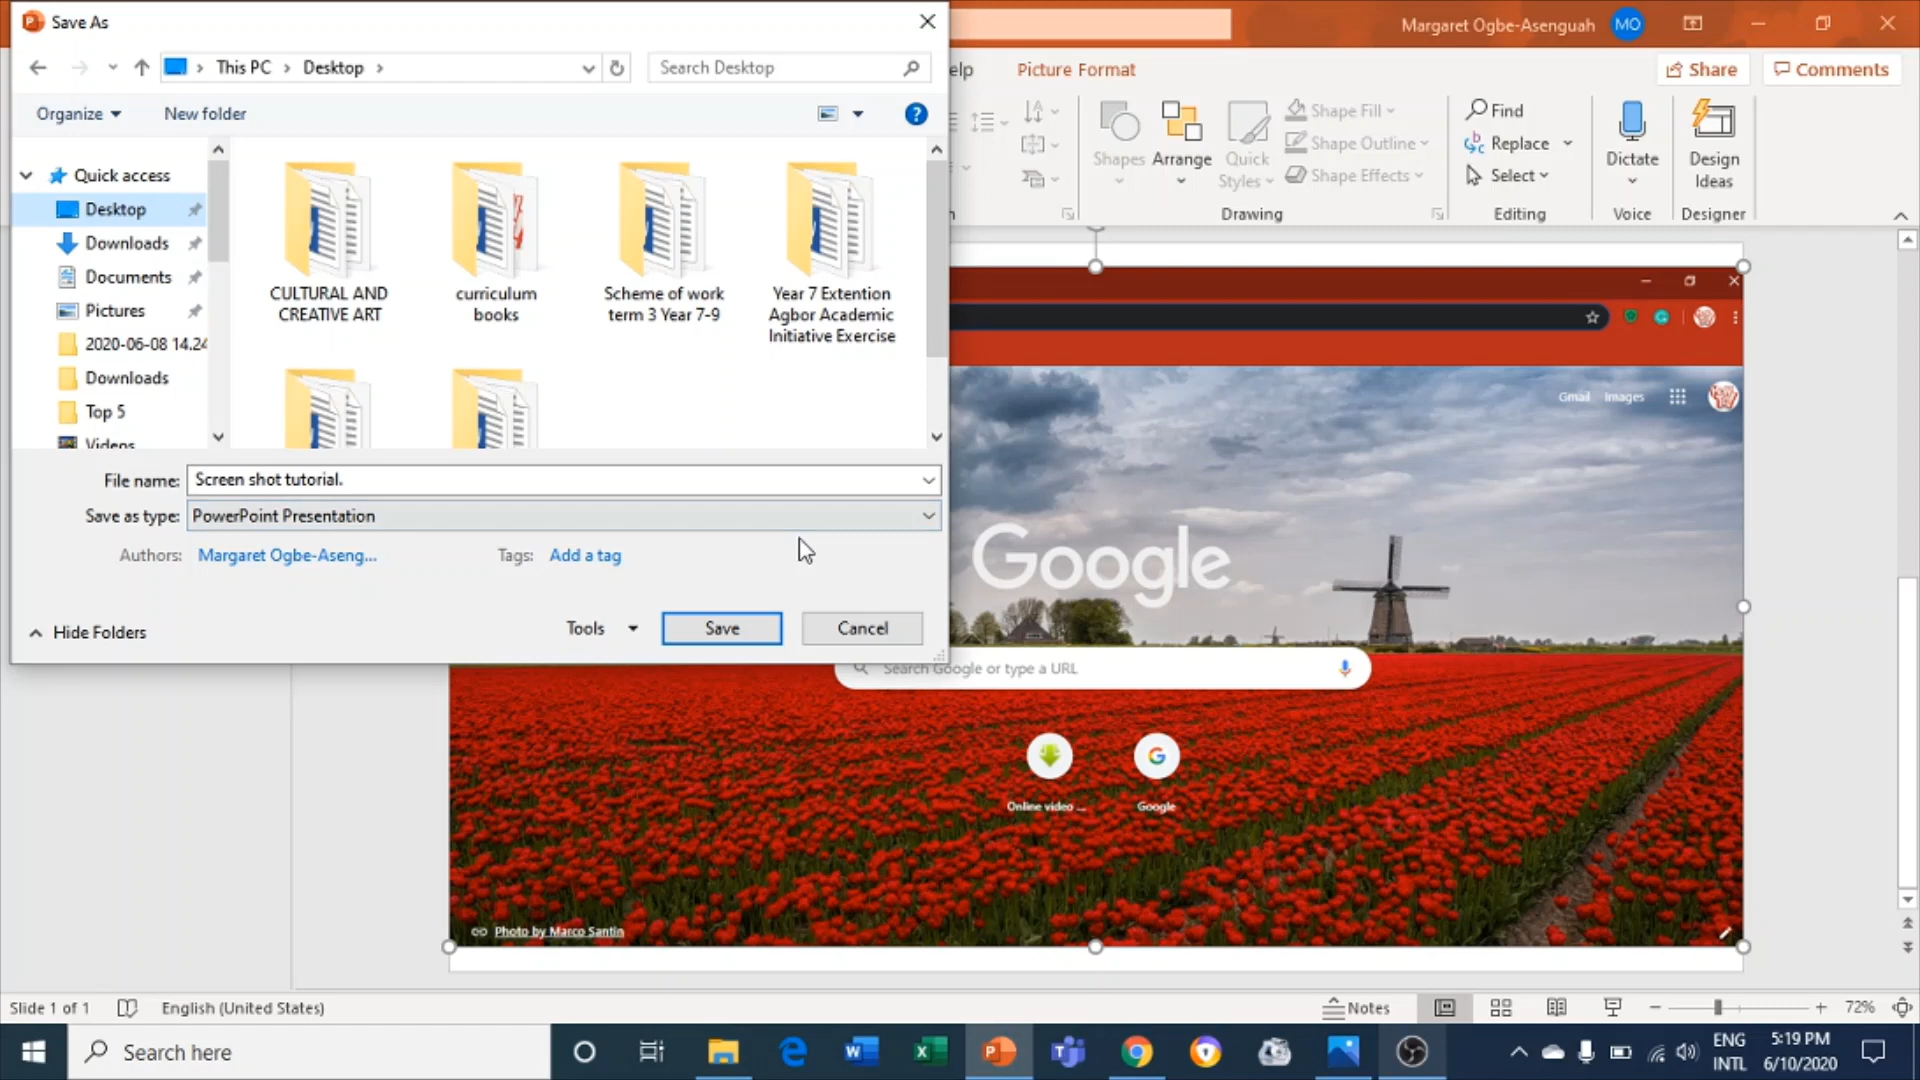 Save As
Margaret Ogbe-Asenguah MO
This PC > Desktop >
Search Desktop
elp
Picture Format
Share
Comments
Organize
New folder
Quick access
Desktop
Downloads
Documents
Pictures
2020-06-08 14.24
Downloads
Top 5
Videos
CULTURAL AND
CREATIVE ART
curriculum
books
Scheme of work
term 3 Year 7-9
Year 7 Extention
Agbor Academic
Initiative Exercise
Shapes
Arrange
Quick
Styles
Shape Fill
Shape Outline
Shape Effects
Drawing
Find
Replace
Select
Editing
Dictate
Voice
Design
Ideas
Designer
File name: Screen shot tutorial.
Save as type: PowerPoint Presentation
Authors: Margaret Ogbe-Aseng...
Tags: Add a tag
Hide Folders
Tools
Save
Cancel
Gmail Images
Google
Search Google or type a URL
Online video ...
Google
Photo by Marco Santin
Slide 1 of 1
English (United States)
Notes
72%
Search here
ENG
INTL
5:19 PM
6/10/2020